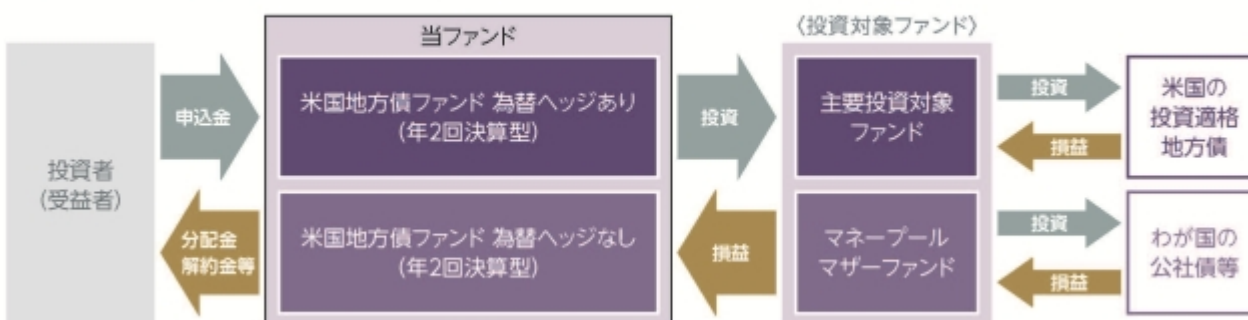 投資者
(受益者)
申込金
分配金
解約金等
当ファンド
米国地方債ファンド 為替ヘッジあり
(年2回決算型)
米国地方債ファンド 為替ヘッジなし
(年2回決算型)
投資
損益
〈投資対象ファンド〉
主要投資対象
ファンド
マネープール
マザーファンド
投資
損益
投資
損益
米国の
投資適格
地方債
わが国の
公社債等